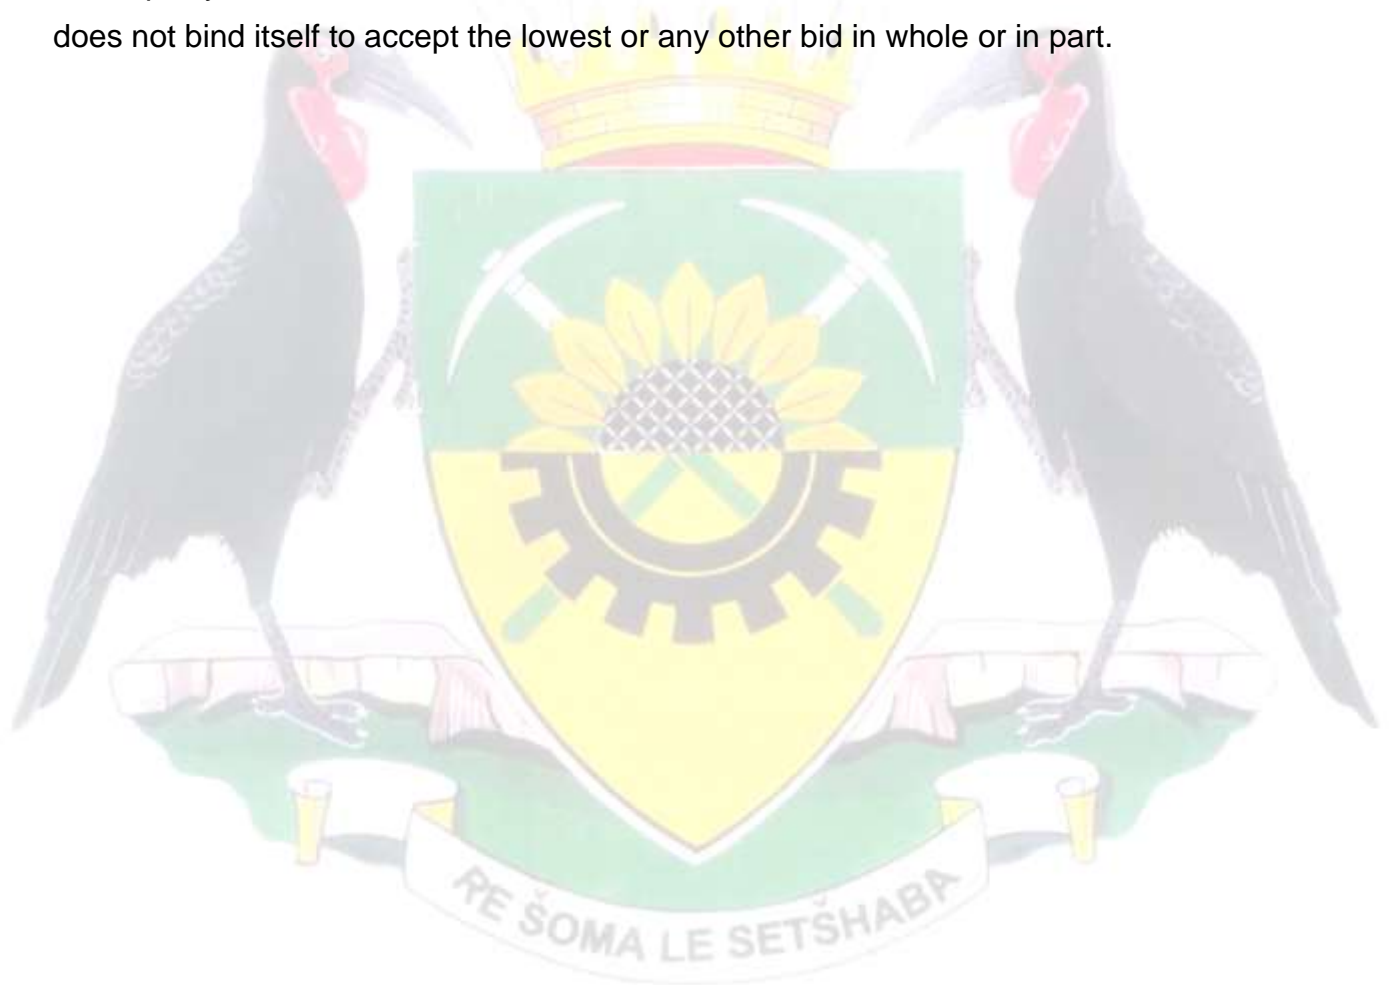 does not bind itself to accept the lowest or any other bid in whole or in part.
RE ŠOMA LE SETŠHABA